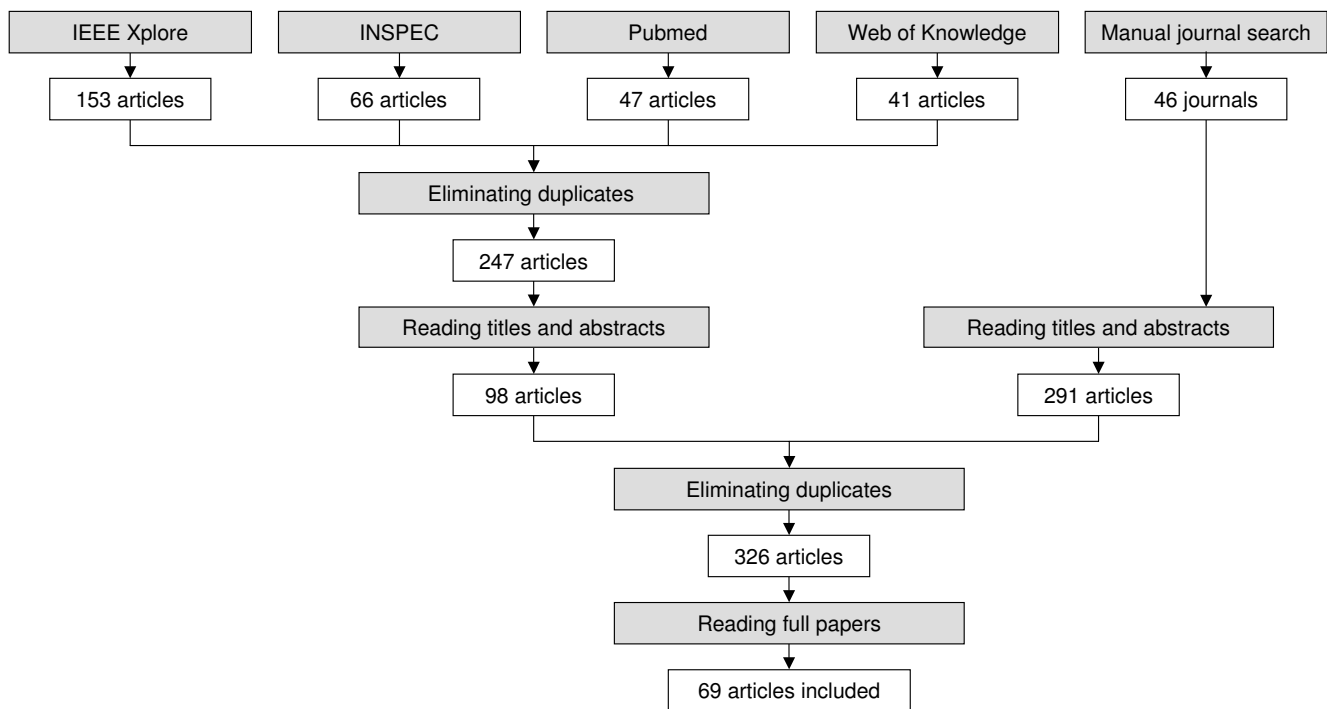 IEEE Xplore
INSPEC
Pubmed
Web of Knowledge
Manual journal search
153 articles
66 articles
47 articles
41 articles
46 journals
Eliminating duplicates
247 articles
Reading titles and abstracts
Reading titles and abstracts
98 articles
291 articles
Eliminating duplicates
326 articles
Reading full papers
69 articles included